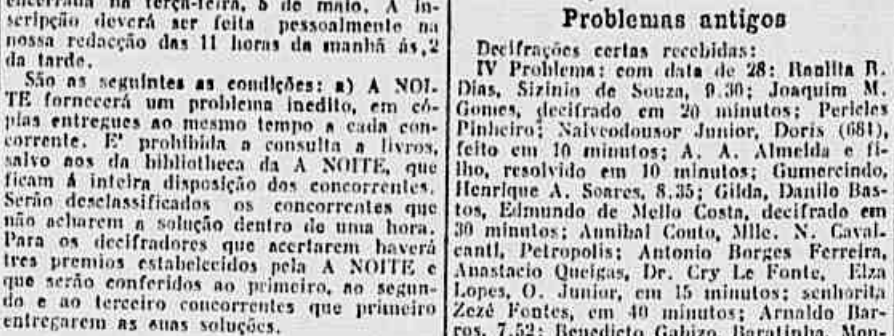 encerrada na terça-feira, 5 de maio. A in-
scripção deverá ser feita pessoalmente na
nossa redacção das 11 horas da manhã ás, 2
da tarde.
São as seguintes as condições: a) A NOI-
TE fornecerá um problema inedito, em có-
pias entregues ao mesmo tempo a cada con-
corrente. E' prohibida a consulta a livros,
salvo aos da bibliotheca da A NOITE, que
ficam á inteira disposição dos concorrentes.
Serão desclassificados os concorrentes que
não acharem a solução dentro de uma hora.
Para os decifradores que acertarem haverá
tres premios estabelecidos pela A NOITE e
que serão conferidos ao primeiro, ao segun-
do e ao terceiro concorrentes que primeiro
entregarem as suas soluções.
Problemas antigos
Decifrações certas recebidas:
IV Problema: com data de 28: Ranilia R.
Dias, Sizinio de Souza, 9.30; Joaquim M.
Gomes, decifrado em 20 minutos; Pericles
Pinheiro; Naiveodousor Junior, Doris (681),
feito em 10 minutos; A. A. Almeida e fi-
lho, resolvido em 10 minutos; Gumercindo,
Henrique A. Soares, 8.35; Gilda, Danilo Bas-
tos, Edmundo de Mello Costa, decifrado em
30 minutos; Annibal Couto, Mlle. N. Caval-
canti, Petropolis; Antonio Borges Ferreira,
Anastacio Queigas, Dr. Cry Le Fonte, Elza
Lopes, O. Junior, em 15 minutos; senhorita
Zezé Fontes, em 40 minutos; Arnaldo Bar-
ros, 7.52; Benedicto Gabizo, Baratinha,